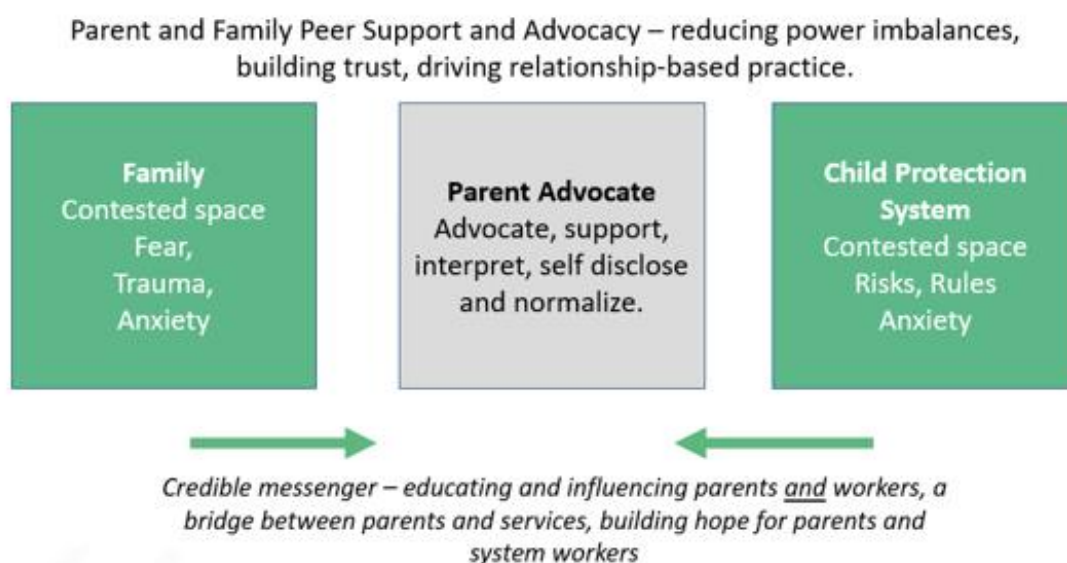 Parent and Family Peer Support and Advocacy – reducing power imbalances,
building trust, driving relationship-based practice.
Family
Contested space
Fear,
Trauma,
Anxiety
Parent Advocate
Advocate, support,
interpret, self disclose
and normalize.
Child Protection
System
Contested space
Risks, Rules
Anxiety
Credible messenger – educating and influencing parents and workers, a
bridge between parents and services, building hope for parents and
system workers